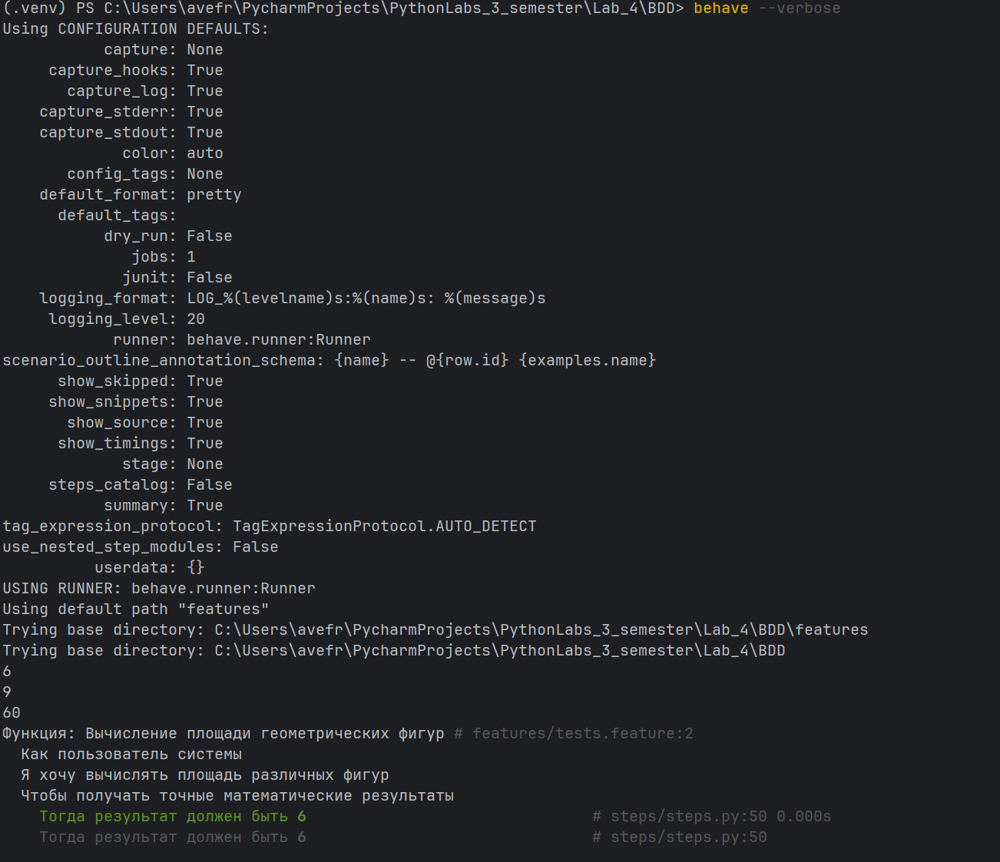 (.venv) PS C:\Users\avefr\PycharmProjects\PythonLabs_3_semester\Lab_4\BDD> behave --verbose
Using CONFIGURATION DEFAULTS:
capture: None
capture_hooks: True
capture_log: True
capture_stderr: True
capture_stdout: True
color: auto
config_tags: None
default_format: pretty
default_tags:
dry_run: False
jobs: 1
junit: False
logging_format: LOG_%(levelname)s:%(name)s: %(message)s
logging_level: 20
runner: behave.runner:Runner
scenario_outline_annotation_schema: {name} -- @{row.id} {examples.name}
show_skipped: True
show_snippets: True
show_source: True
show_timings: True
stage: None
steps_catalog: False
summary: True
tag_expression_protocol: TagExpressionProtocol.AUTO_DETECT
use_nested_step_modules: False
userdata: {}
USING RUNNER: behave.runner:Runner
Using default path "features"
Trying base directory: C:\Users\avefr\PycharmProjects\PythonLabs_3_semester\Lab_4\BDD\features
Trying base directory: C:\Users\avefr\PycharmProjects\PythonLabs_3_semester\Lab_4\BDD
6
9
60
Функция: Вычисление площади геометрических фигур # features/tests.feature:2
Как пользователь системы
Я хочу вычислять площадь различных фигур
Чтобы получать точные математические результаты
Тогда результат должен быть 6 # steps/steps.py:50 0.000s
Тогда результат должен быть 6 # steps/steps.py:50